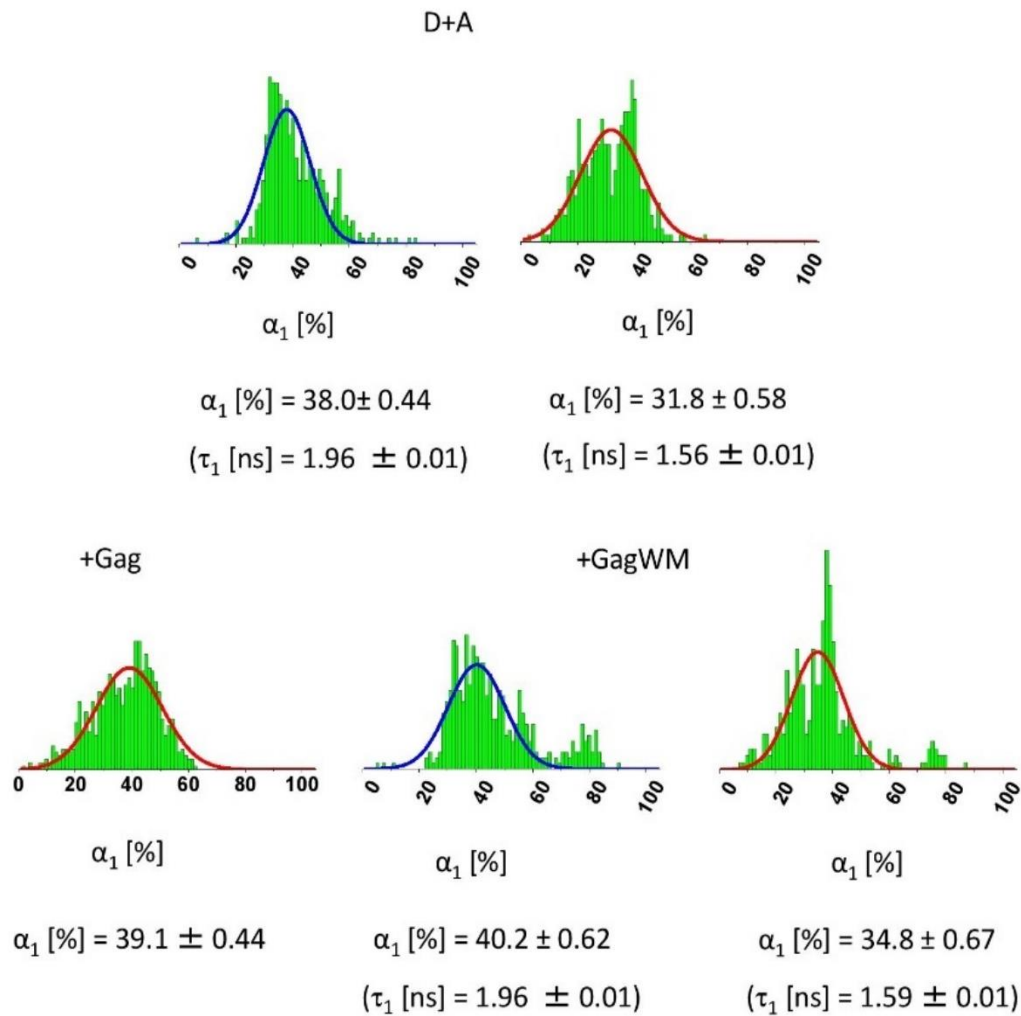 D+A
0 20 40 60 80 100
0 20 40 60 80 100
α₁ [%]
α₁ [%]
α₁ [%] = 38.0± 0.44
α₁ [%] = 31.8 ± 0.58
(τ₁ [ns] = 1.96 ± 0.01)
(τ₁ [ns] = 1.56 ± 0.01)
+Gag
+GagWM
0 20 40 60 80 100
0 20 40 60 80 100
0 20 40 60 80 100
α₁ [%]
α₁ [%]
α₁ [%]
α₁ [%] = 39.1 ± 0.44
α₁ [%] = 40.2 ± 0.62
α₁ [%] = 34.8 ± 0.67
(τ₁ [ns] = 1.96 ± 0.01)
(τ₁ [ns] = 1.59 ± 0.01)